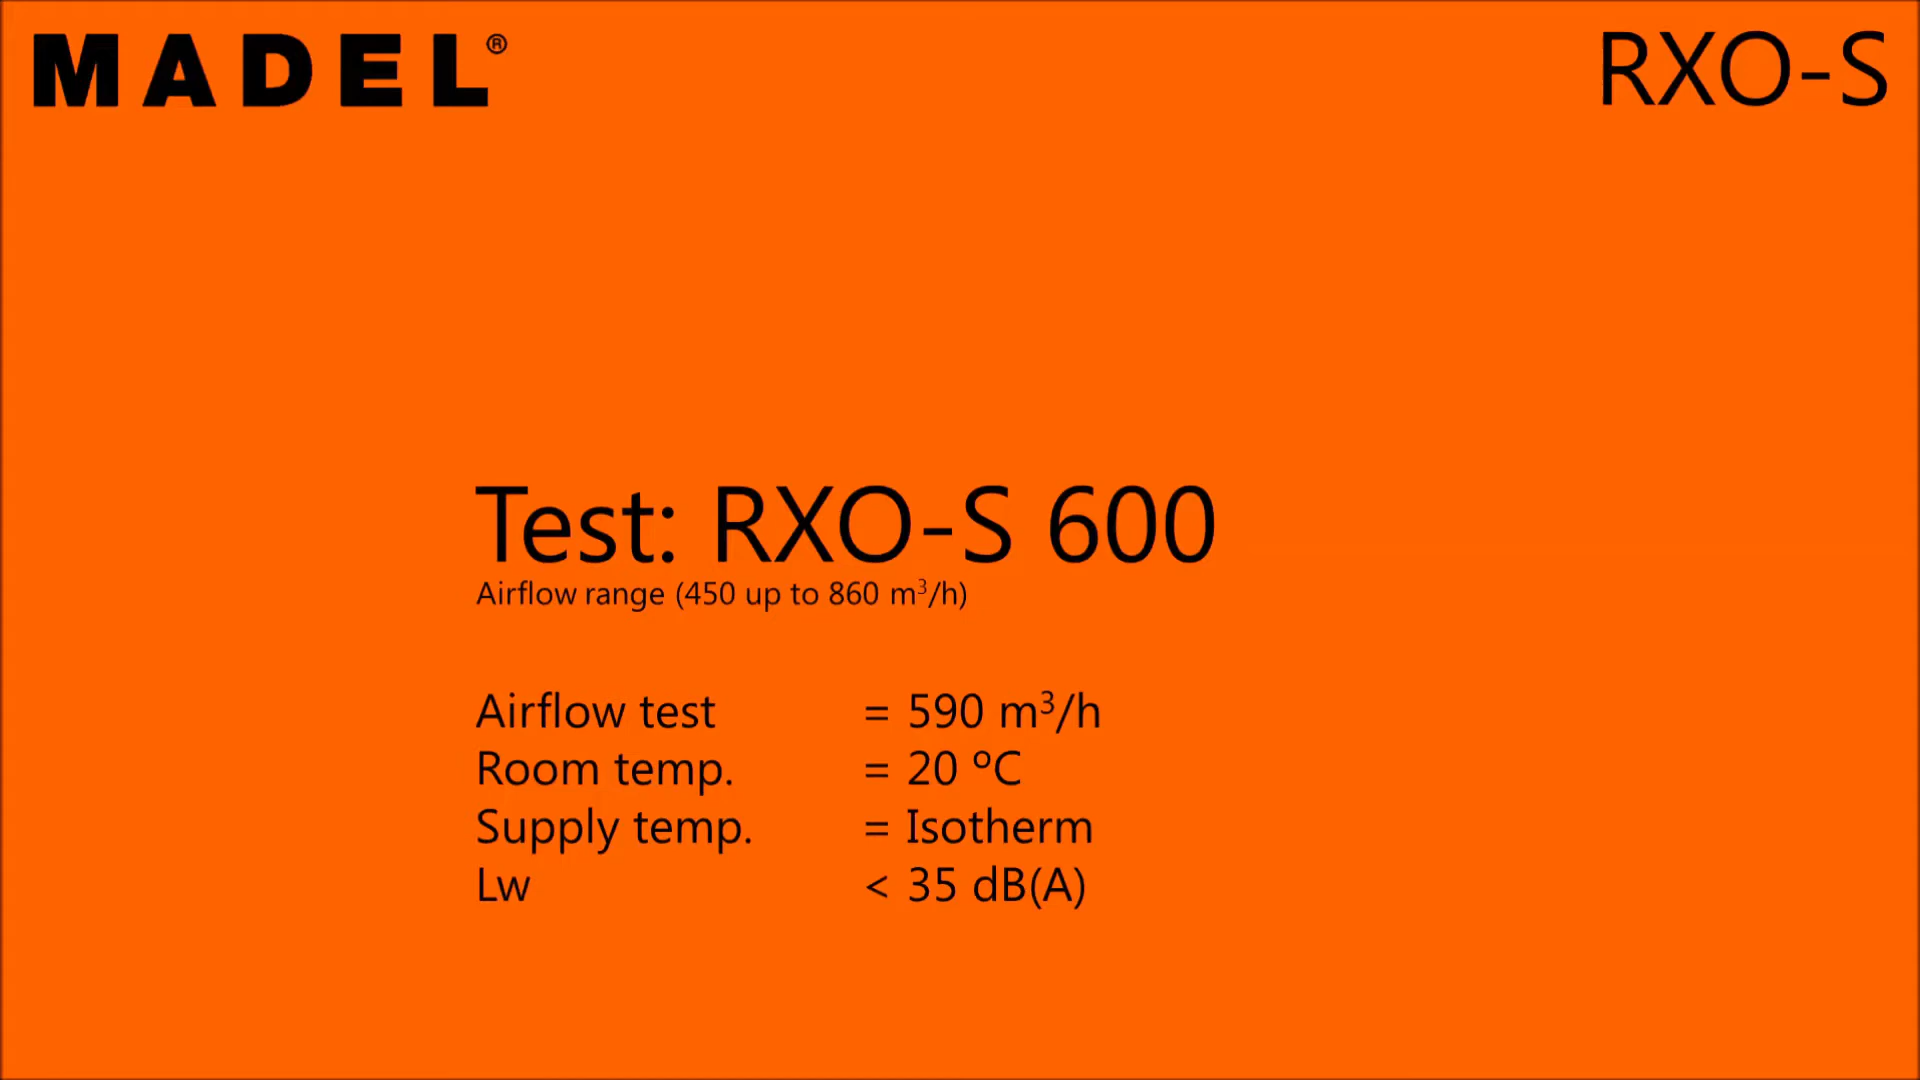 MADEL®
RXO-S
Test: RXO-S 600
Airflow range (450 up to 860 m³/h)
Airflow test = 590 m³/h
Room temp. = 20 ºC
Supply temp. = Isotherm
Lw < 35 dB(A)